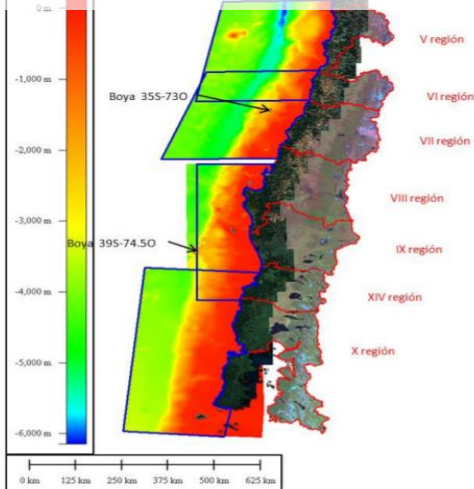 0 m
-1,000 m
-2,000 m
-3,000 m
-4,000 m
-5,000 m
-6,000 m
Boya 35S-73O
Boya 39S-74.5O
V región
VI región
VII región
VIII región
IX región
XIV región
X región
0 km 125 km 250 km 375 km 500 km 625 km